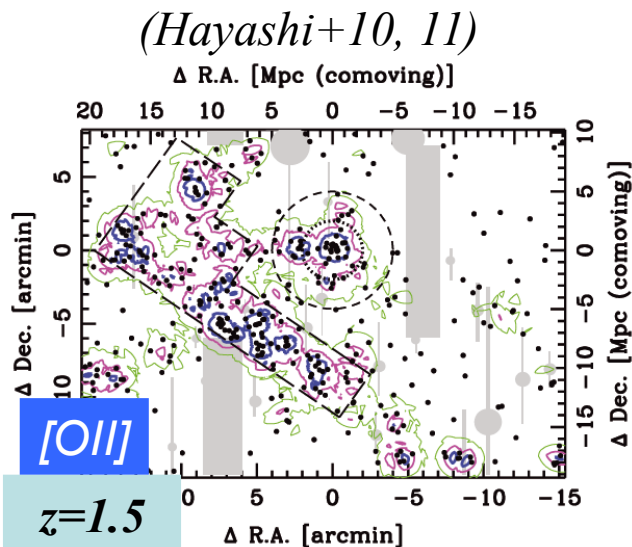 (Hayashi+10, 11)
Δ R.A. [Mpc (comoving)]
20 15 10 5 0 -5 -10 -15
10
5 5
Δ Dec. [arcmin]
0 0
Δ Dec. [Mpc (comoving)]
-5
-5
-10
10
-15
[OII]
z=1.5
0 5 0 -5 -10 -15
Δ R.A. [arcmin]